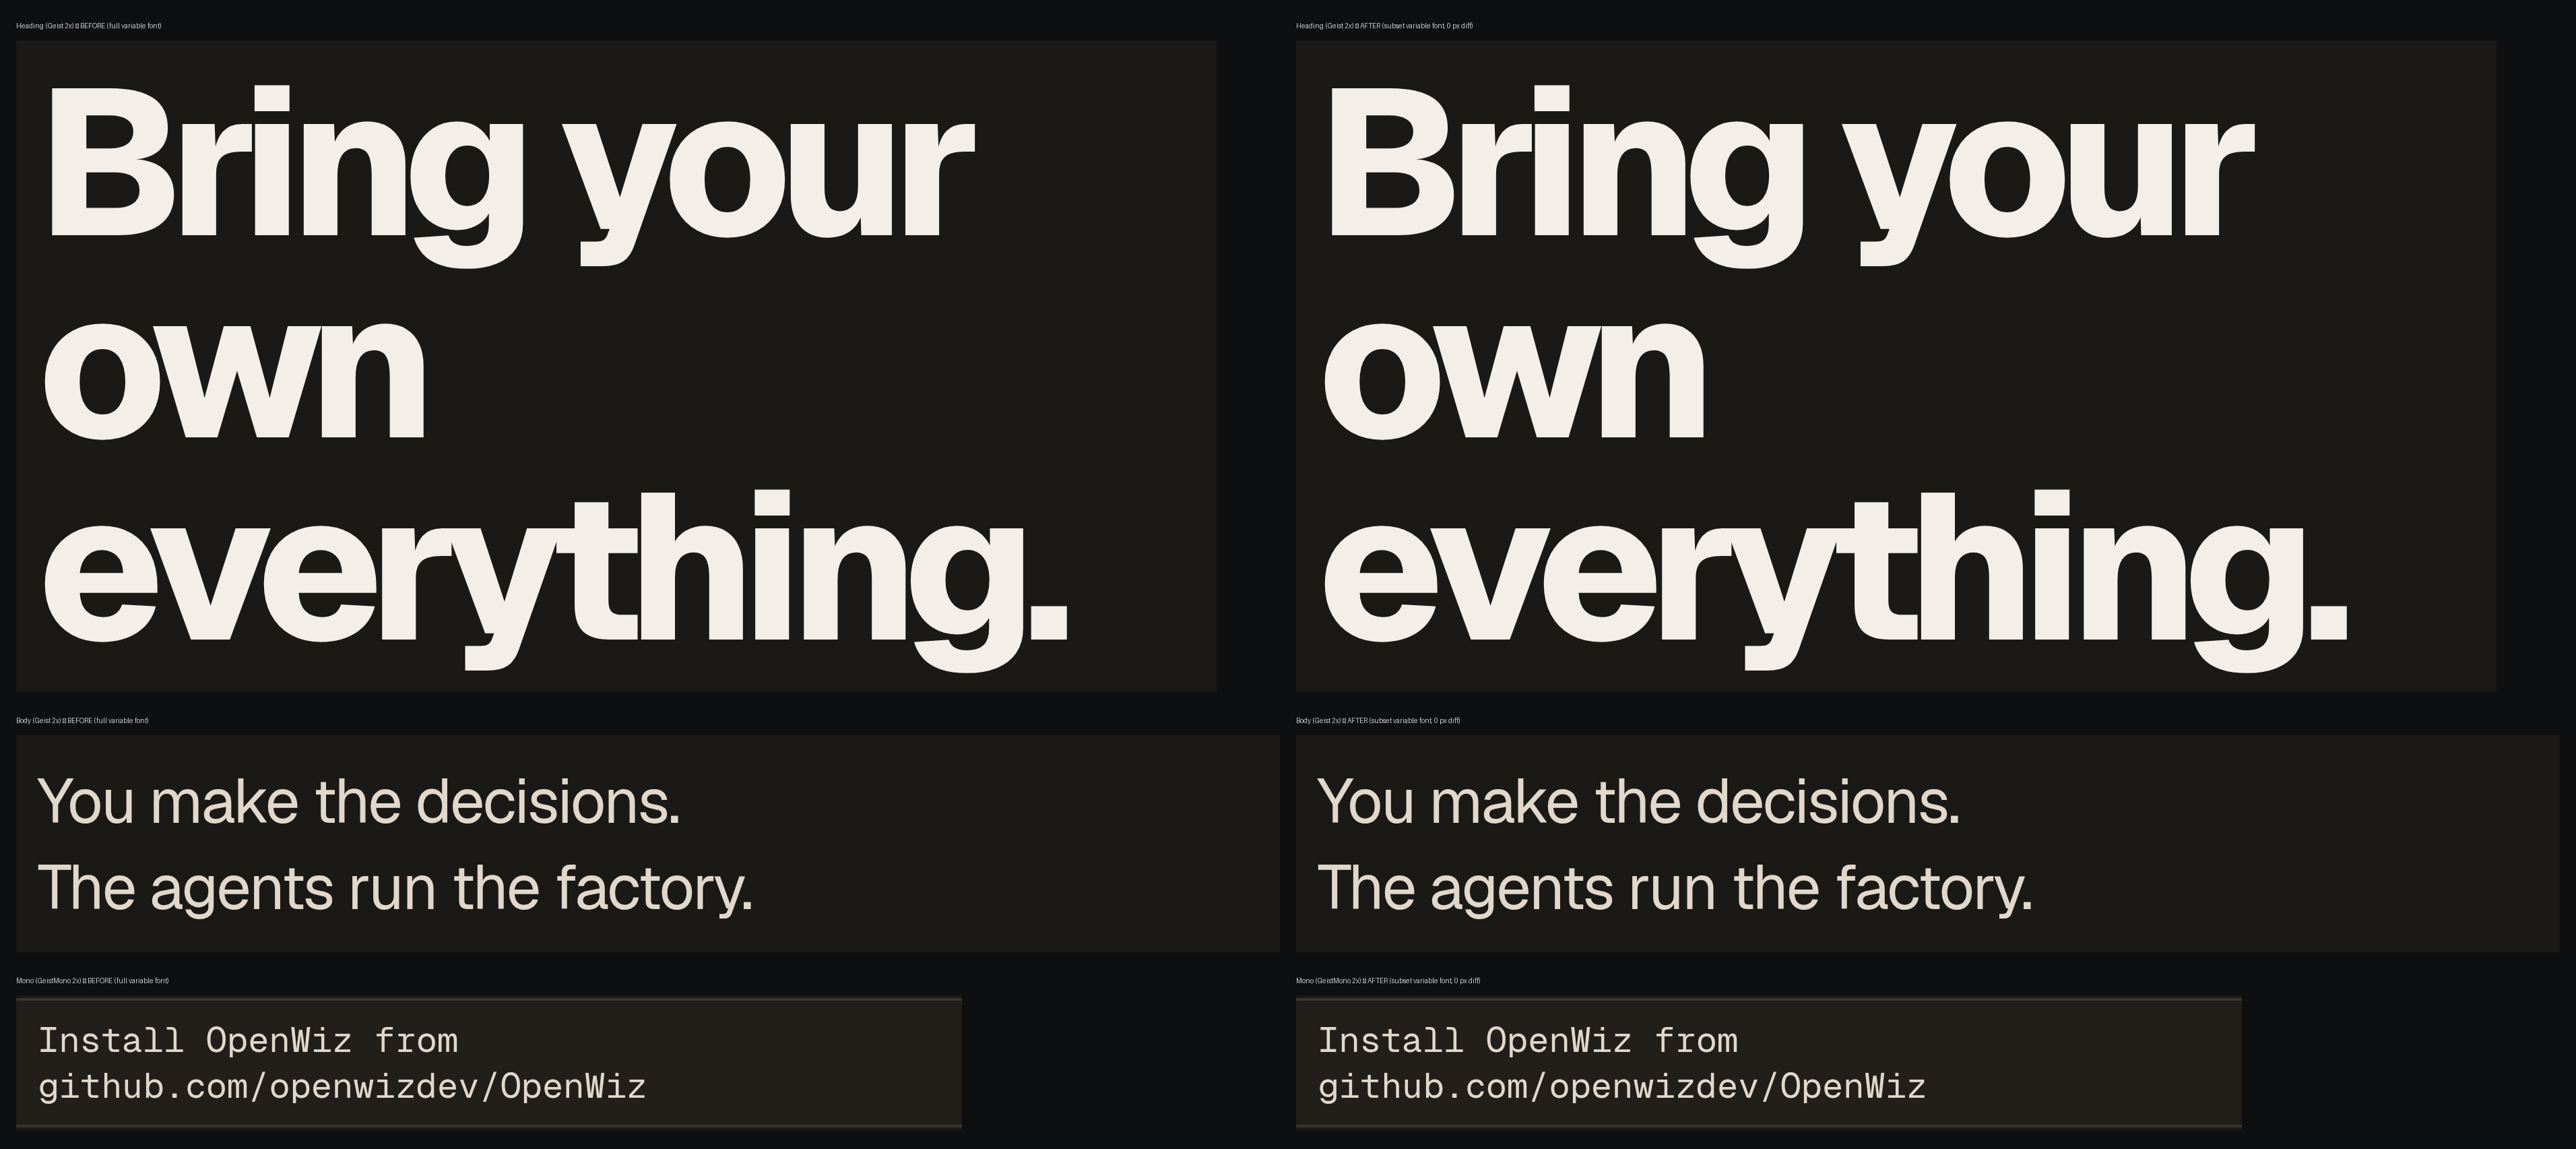 Heading (Geist 2x) ▯ BEFORE (full variable font)
Bring your
own
everything.
Heading (Geist 2x) ▯ AFTER (subset variable font, 0 px diff)
Bring your
own
everything.
Body (Geist 2x) ▯ BEFORE (full variable font)
You make the decisions.
The agents run the factory.
Body (Geist 2x) ▯ AFTER (subset variable font, 0 px diff)
You make the decisions.
The agents run the factory.
Mono (GeistMono 2x) ▯ BEFORE (full variable font)
Install OpenWiz from
github.com/openwizdev/OpenWiz
Mono (GeistMono 2x) ▯ AFTER (subset variable font, 0 px diff)
Install OpenWiz from
github.com/openwizdev/OpenWiz